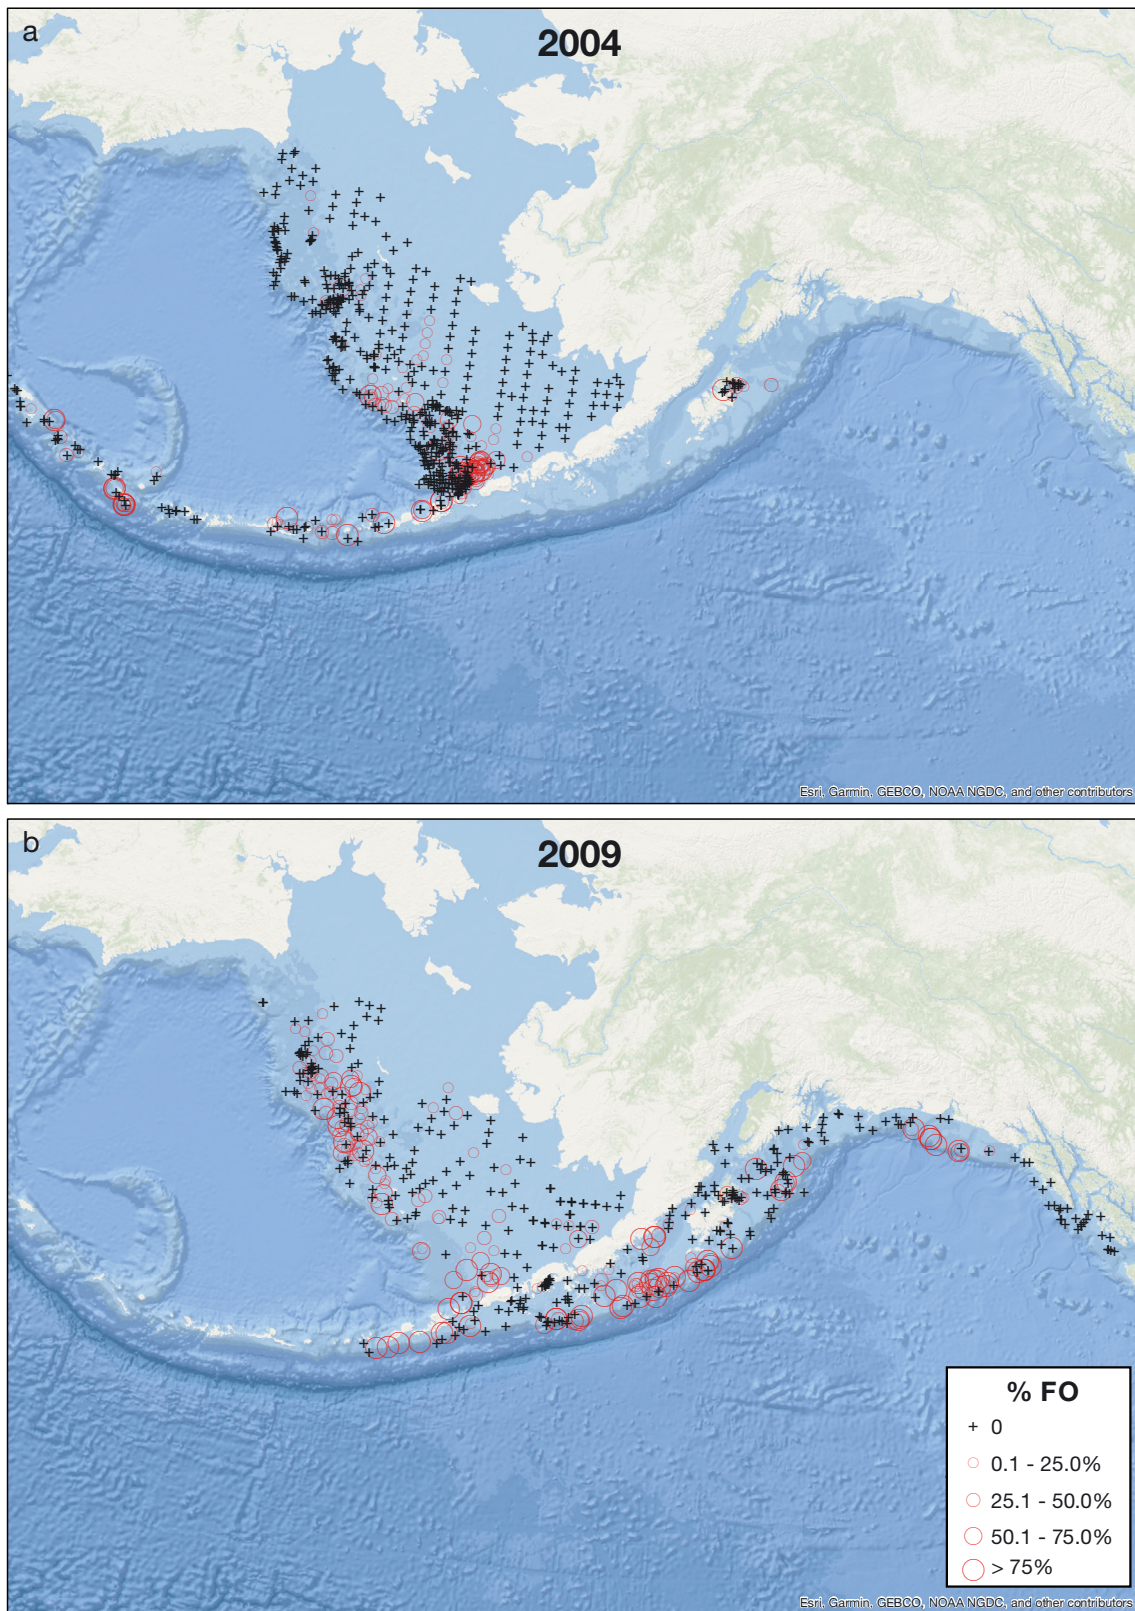 a
2004
Esri, Garmin, GEBCO, NOAA NGDC, and other contributors
b
2009
% FO
+ 0
0.1 - 25.0%
25.1 - 50.0%
50.1 - 75.0%
> 75%
Esri, Garmin, GEBCO, NOAA NGDC, and other contributors